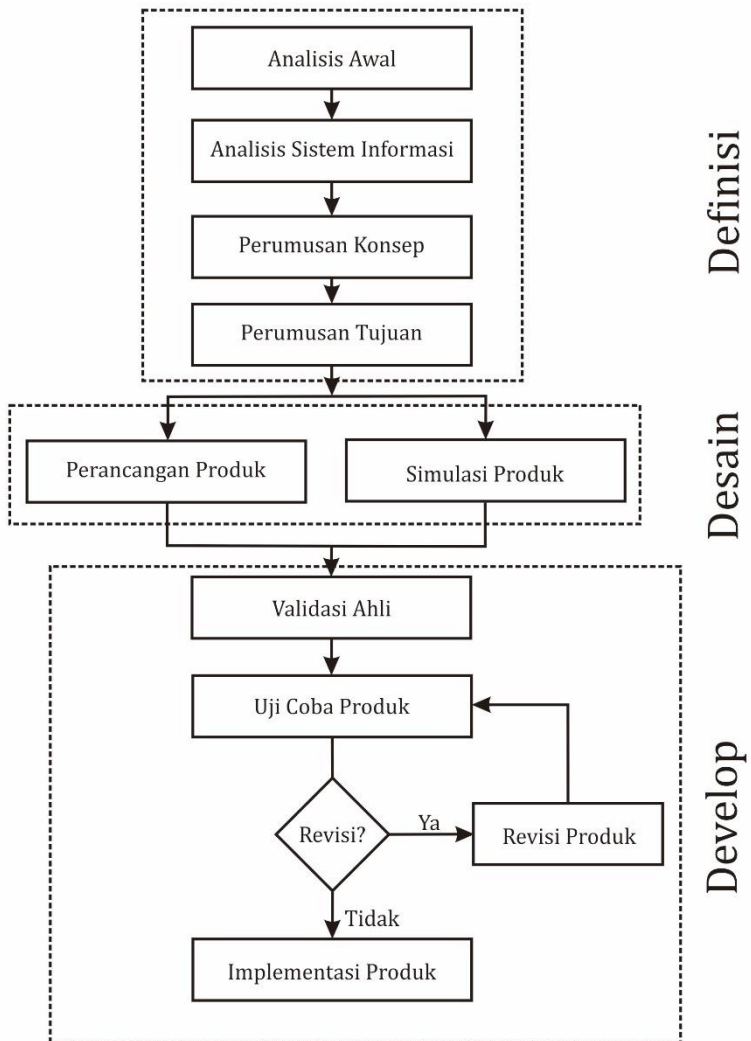 Analisis Awal
Analisis Sistem Informasi
Perumusan Konsep
Perumusan Tujuan
Definisi
Perancangan Produk
Simulasi Produk
Desain
Validasi Ahli
Uji Coba Produk
Revisi?
Ya
Revisi Produk
Tidak
Implementasi Produk
Develop